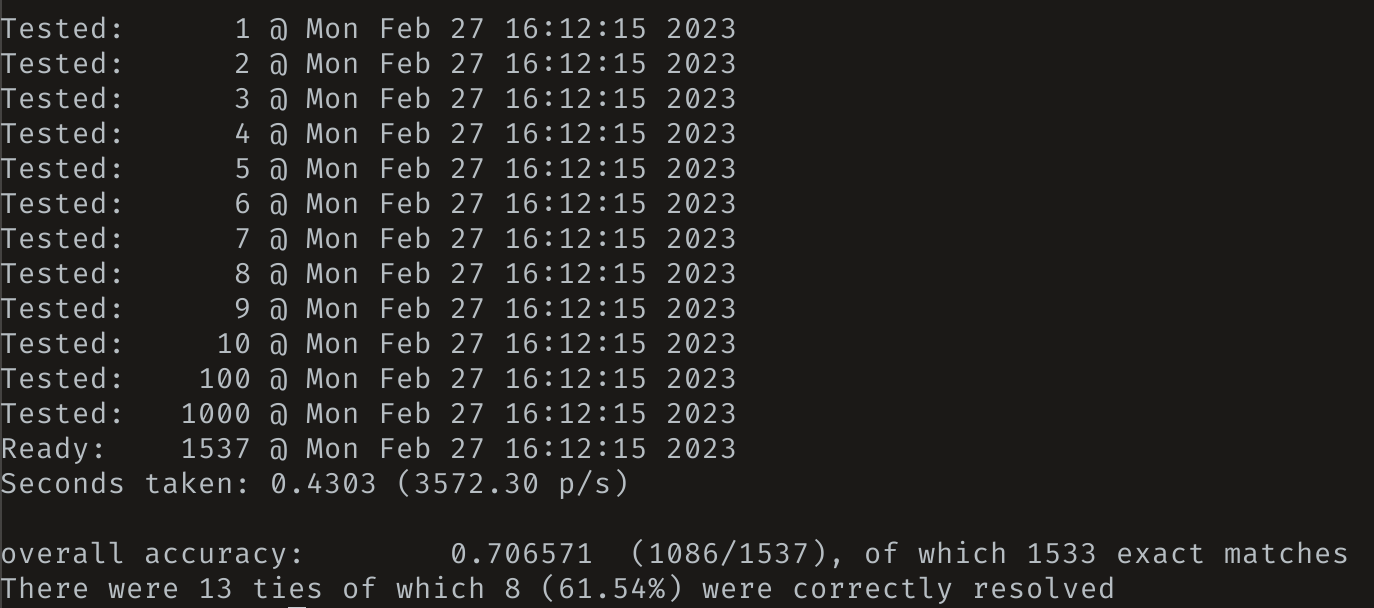 Tested:      1 @ Mon Feb 27 16:12:15 2023
Tested:      2 @ Mon Feb 27 16:12:15 2023
Tested:      3 @ Mon Feb 27 16:12:15 2023
Tested:      4 @ Mon Feb 27 16:12:15 2023
Tested:      5 @ Mon Feb 27 16:12:15 2023
Tested:      6 @ Mon Feb 27 16:12:15 2023
Tested:      7 @ Mon Feb 27 16:12:15 2023
Tested:      8 @ Mon Feb 27 16:12:15 2023
Tested:      9 @ Mon Feb 27 16:12:15 2023
Tested:     10 @ Mon Feb 27 16:12:15 2023
Tested:    100 @ Mon Feb 27 16:12:15 2023
Tested:   1000 @ Mon Feb 27 16:12:15 2023
Ready:    1537 @ Mon Feb 27 16:12:15 2023
Seconds taken: 0.4303 (3572.30 p/s)

overall accuracy:        0.706571  (1086/1537), of which 1533 exact matches
There were 13 ties of which 8 (61.54%) were correctly resolved